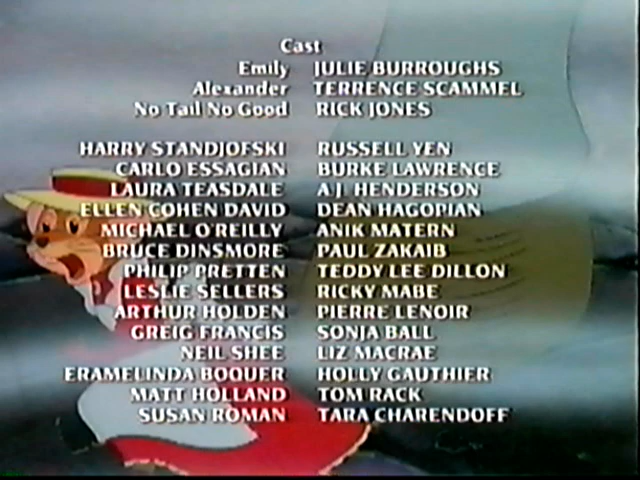 Cast
Emily JULIE BURROUGHS
Alexander TERRENCE SCAMMEL
No Tail No Good RICK JONES
HARRY STANDJOFSKI RUSSELL YEN
CARLO ESSAGIAN BURKE LAWRENCE
LAURA TEASDALE A.J. HENDERSON
ELLEN COHEN DAVID DEAN HAGOPIAN
MICHAEL O'REILLY ANIK MATERN
BRUCE DINSMORE PAUL ZAKAIB
PHILIP PRETTEN TEDDY LEE DILLON
LESLIE SELLERS RICKY MABE
ARTHUR HOLDEN PIERRE LENOIR
GREIG FRANCIS SONJA BALL
NEIL SHEE LIZ MACRAE
ERAMELINDA BOQUER HOLLY GAUTHIER
MATT HOLLAND TOM RACK
SUSAN ROMAN TARA CHARENDOFF